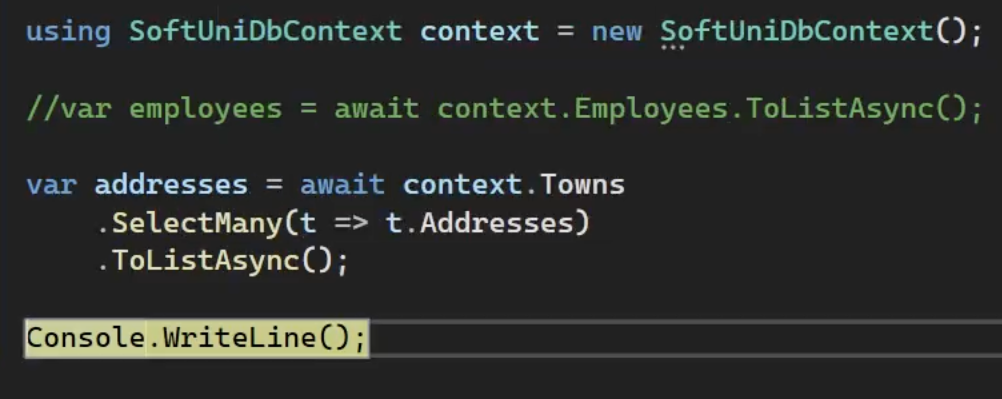 using SoftUniDbContext context = new SoftUniDbContext();
//var employees = await context.Employees.ToListAsync();
var addresses = await context.Towns
    .SelectMany(t => t.Addresses)
    .ToListAsync();
Console.WriteLine();